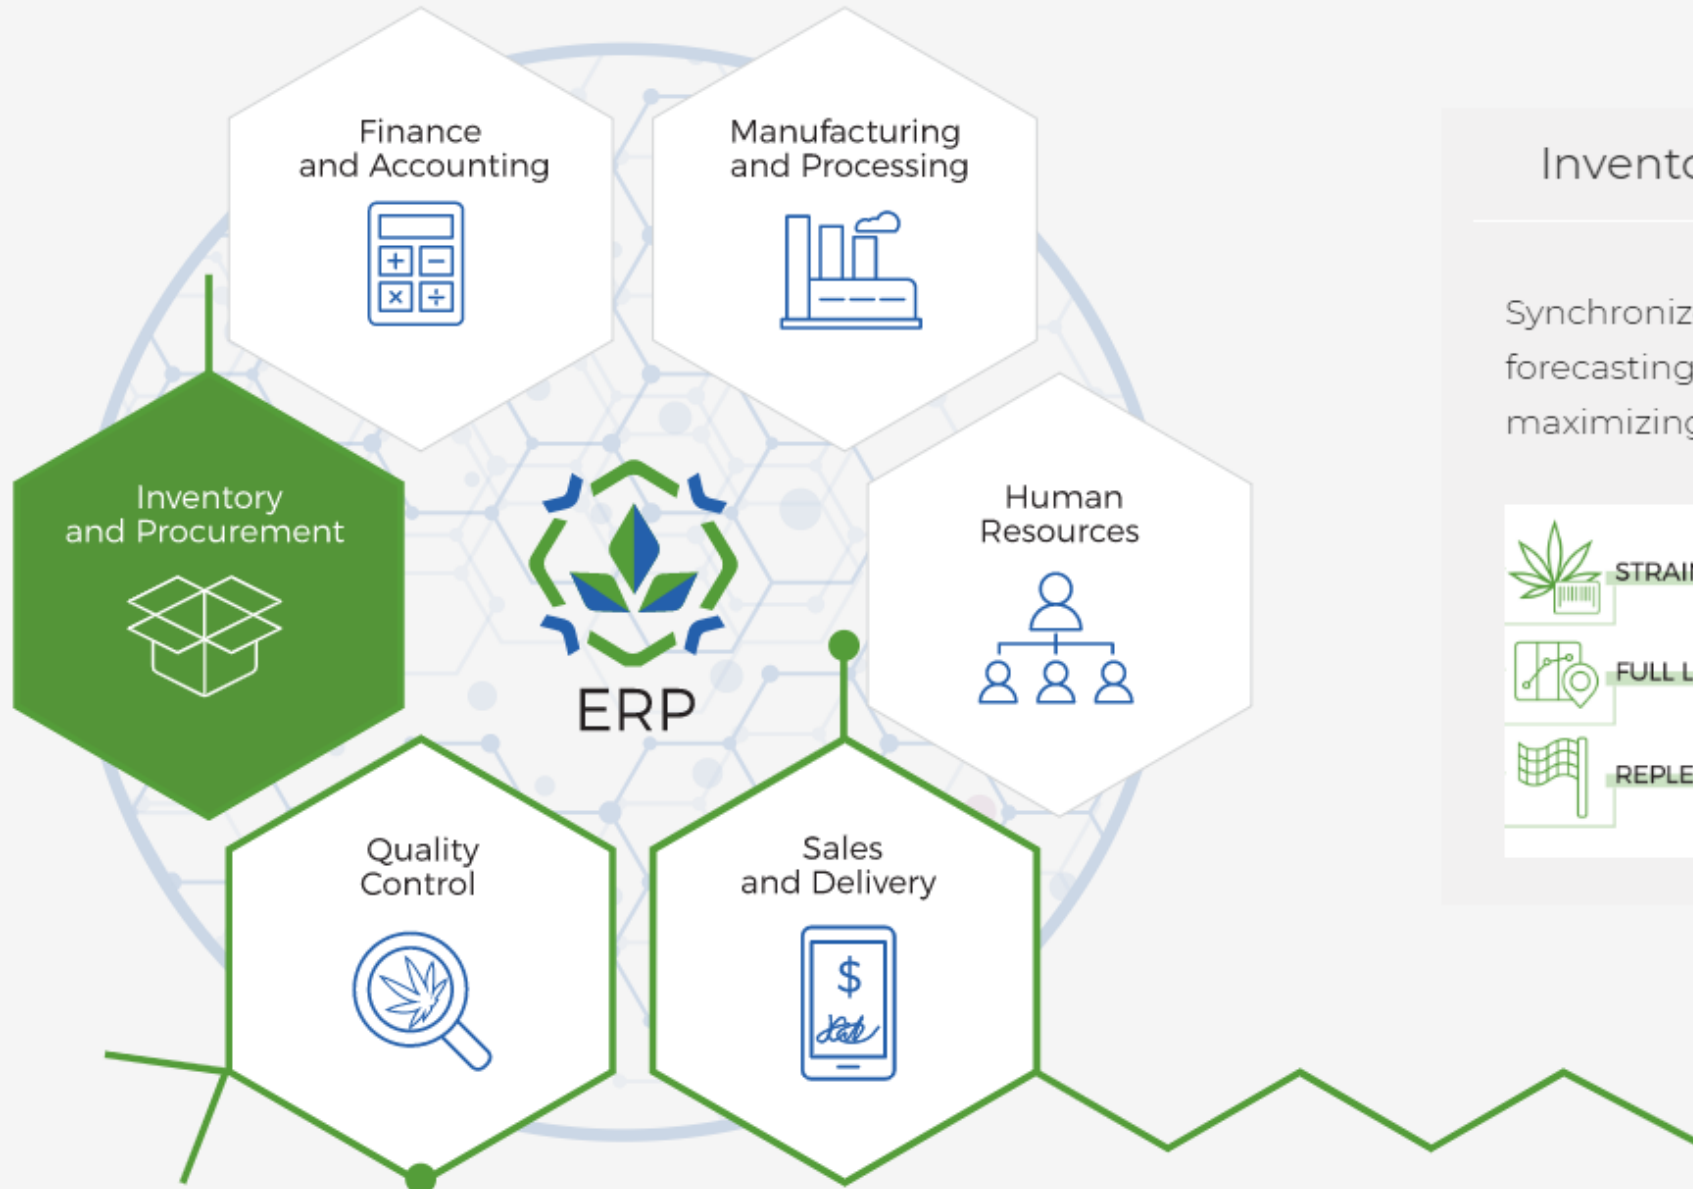 Finance
and Accounting
Manufacturing
and Processing
Inventory
and Procurement
Human
Resources
ERP
Quality
Control
Sales
and Delivery
$
Invento
Synchroniz
forecasting
maximizing
STRAI
FULL L
REPLE